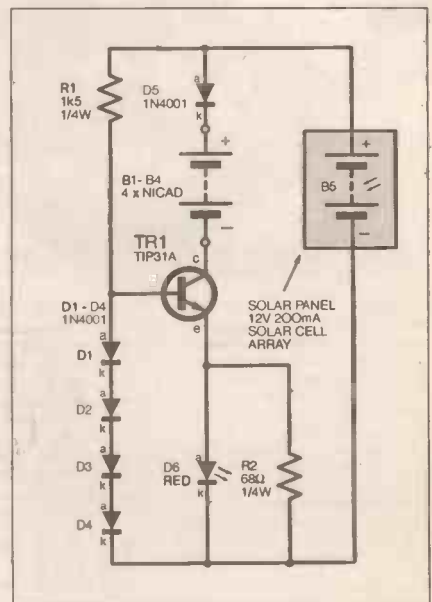 R1
1k5
1/4W
a
D5
1N4001
k
+
B1- B4
4 x NICAD
−
+
B5
−
TR1
TIP31A
c
e
SOLAR PANEL
12V 200mA
SOLAR CELL
ARRAY
D1 - D4
1N4001
a
D1
k
a
D2
k
a
D3
k
a
D4
k
a
D6
RED
k
R2
68Ω
1/4W